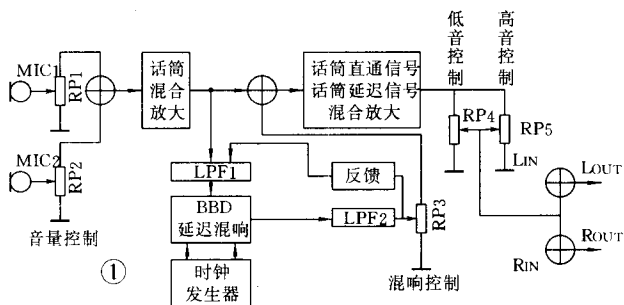 MIC1
RP1
MIC2
RP2
音量控制
①
话筒
混合
放大
LPF1
BBD
延迟混响
时钟
发生器
话筒直通信号
话筒延迟信号
混合放大
反馈
LPF2
RP3
混响控制
低音控制
高音控制
RP4
RP5
LIN
LOUT
ROUT
RIN